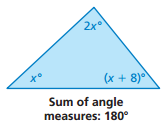 2x°
x° (x + 8)°
Sum of angle
measures: 180°